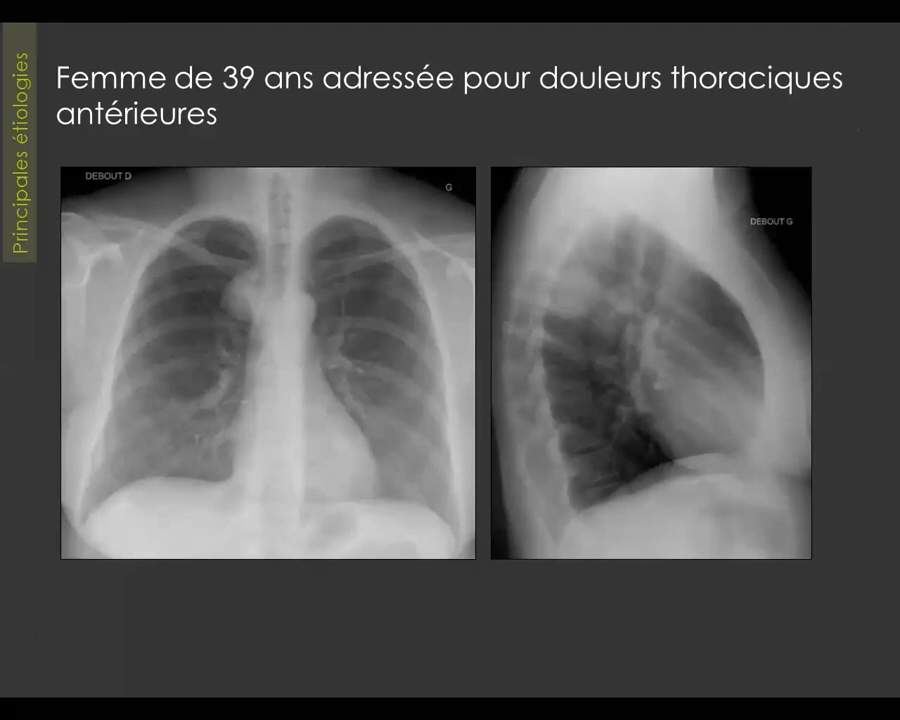 Principales étiologies
Femme de 39 ans adressée pour douleurs thoraciques
antérieures
DEBOUT D
G
DEBOUT G